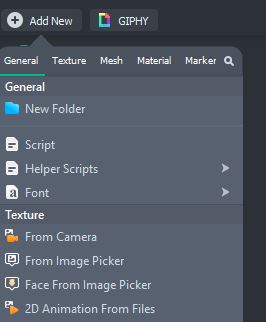 Add New GIPHY
General Texture Mesh Material Marker
General
New Folder
Script
Helper Scripts
Font
Texture
From Camera
From Image Picker
Face From Image Picker
2D Animation From Files